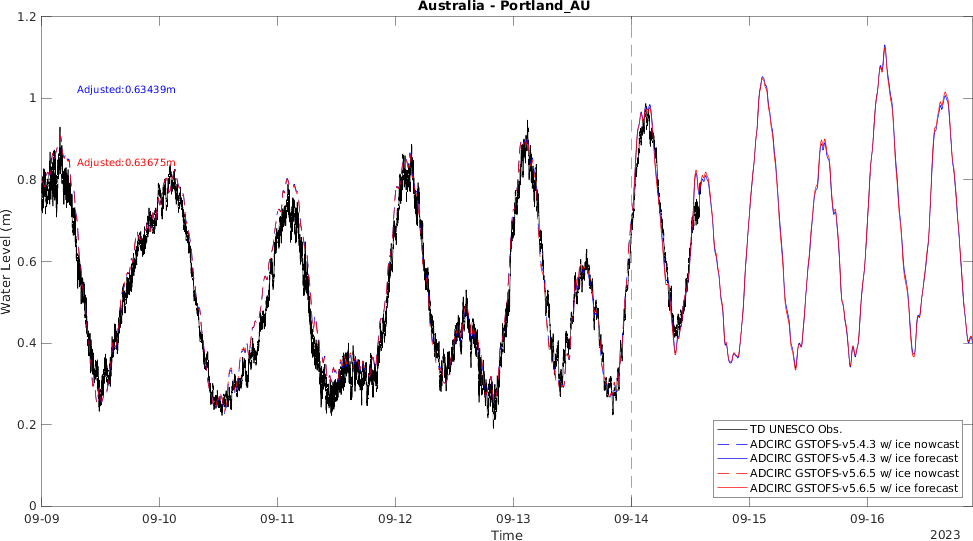 Australia - Portland_AU
1.2
1
0.8
0.6
0.4
0.2
0
Water Level (m)
Adjusted:0.63439m
Adjusted:0.63675m
TD UNESCO Obs.
ADCIRC GSTOFS-v5.4.3 w/ ice nowcast
ADCIRC GSTOFS-v5.4.3 w/ ice forecast
ADCIRC GSTOFS-v5.6.5 w/ ice nowcast
ADCIRC GSTOFS-v5.6.5 w/ ice forecast
09-09 09-10 09-11 09-12 09-13 09-14 09-15 09-16
Time
2023